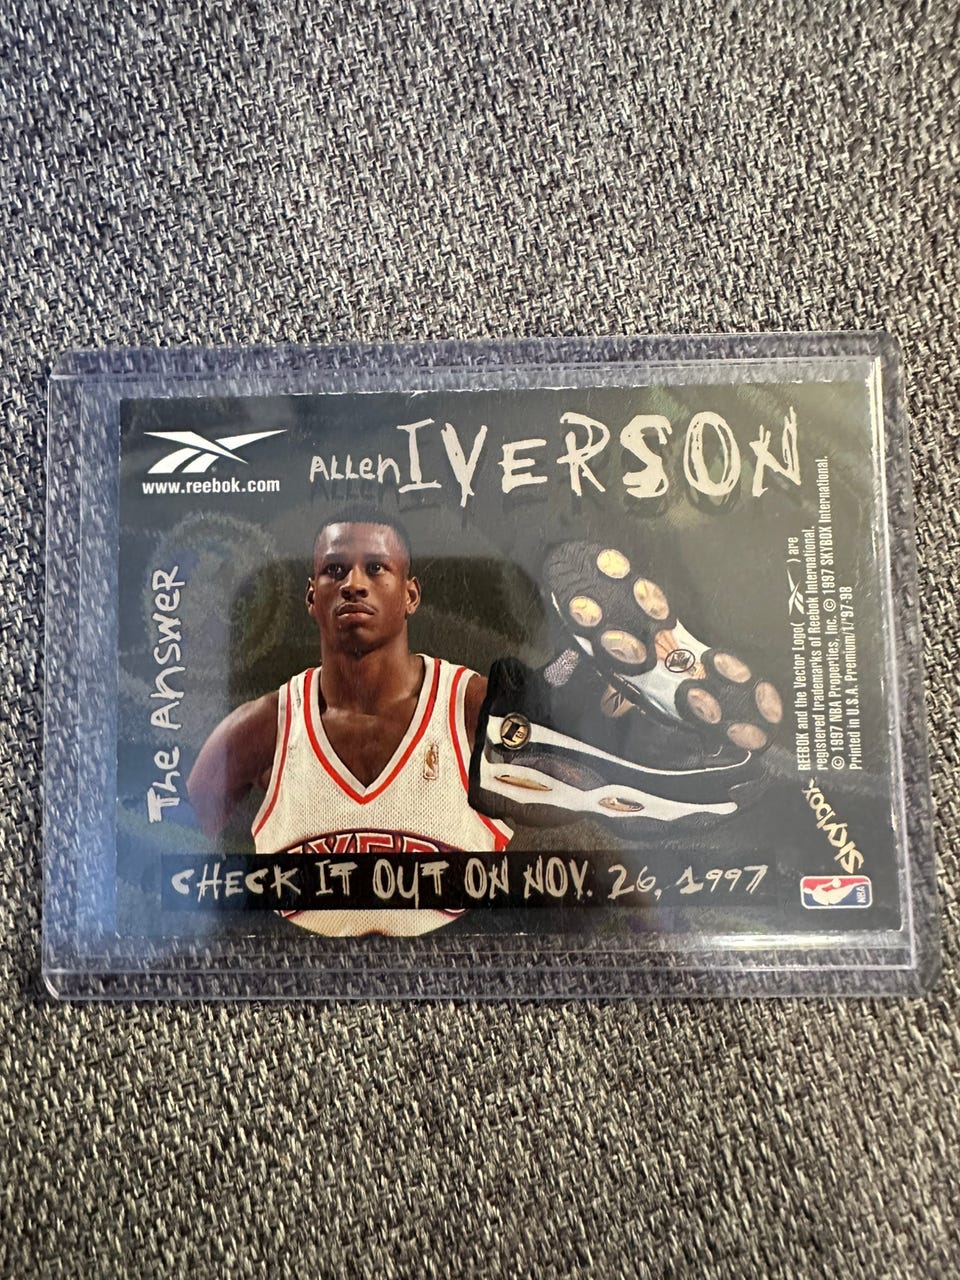 www.reebok.com
Allen IVERSON
The Answer
CHECK IT OUT ON NOV. 26, 1997
REEBOK and the Vector Logo( ) are
registered trademarks of Reebok International.
© 1997 NBA Properties, Inc. © 1997 SKYBOX International.
Printed in U.S.A. Premium/1/'97-98
SkyBox
NBA